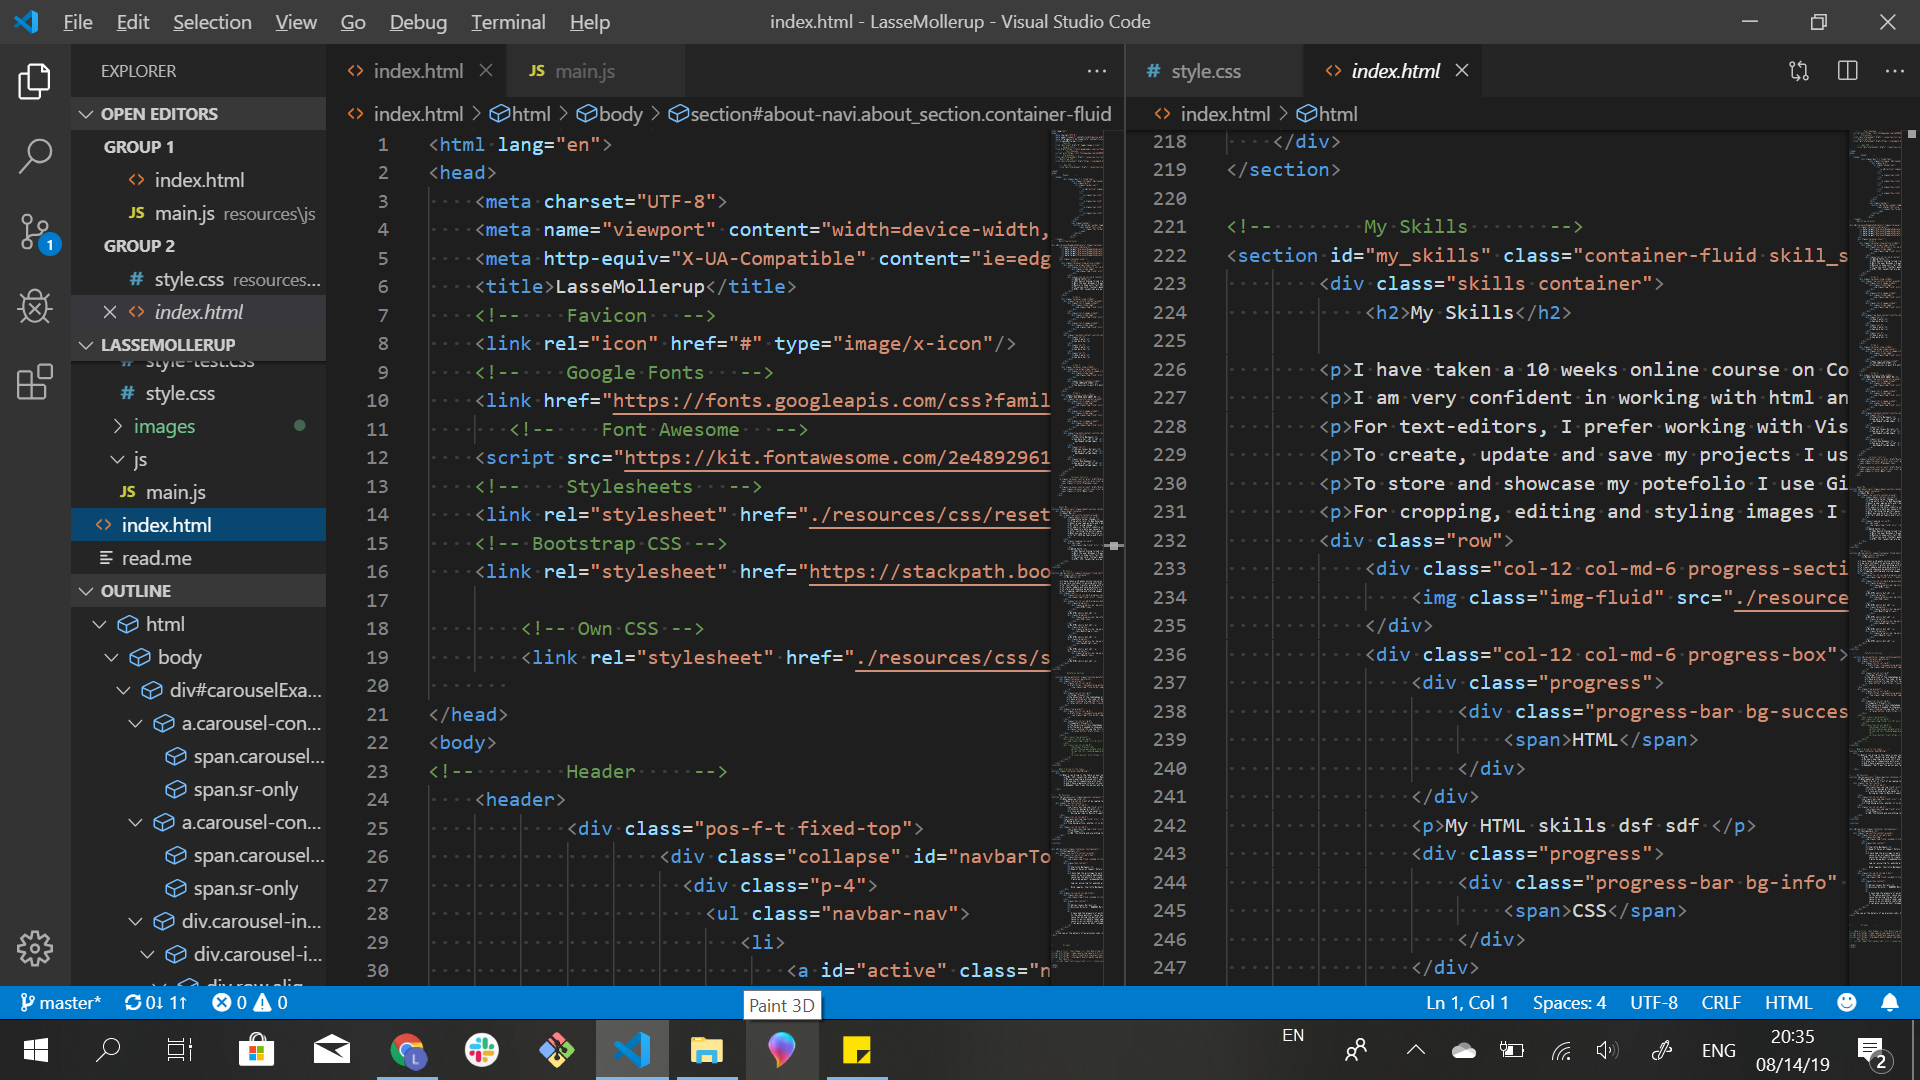 File Edit Selection View Go Debug Terminal Help
index.html - LasseMollerup - Visual Studio Code
EXPLORER
OPEN EDITORS
GROUP 1
index.html
JS main.js resources\js
GROUP 2
# style.css resources...
index.html
LASSEMOLLERUP
# style-test.css
# style.css
images
js
JS main.js
index.html
read.me
OUTLINE
html
body
div#carouselExa...
a.carousel-con...
span.carousel...
span.sr-only
a.carousel-con...
span.carousel...
span.sr-only
div.carousel-in...
div.carousel-i...
index.html
JS main.js
index.html > html > body > section#about-navi.about_section.container-fluid
1 <html lang="en">
2 <head>
3 <meta charset="UTF-8">
4 <meta name="viewport" content="width=device-width,
5 <meta http-equiv="X-UA-Compatible" content="ie=edg
6 <title>LasseMollerup</title>
7 <!-- Favicon -->
8 <link rel="icon" href="#" type="image/x-icon"/>
9 <!-- Google Fonts -->
10 <link href="https://fonts.googleapis.com/css?famil
11 <!-- Font Awesome -->
12 <script src="https://kit.fontawesome.com/2e4892961
13 <!-- Stylesheets -->
14 <link rel="stylesheet" href="./resources/css/reset
15 <!-- Bootstrap CSS -->
16 <link rel="stylesheet" href="https://stackpath.boo
17
18 <!-- Own CSS -->
19 <link rel="stylesheet" href="./resources/css/s
20
21 </head>
22 <body>
23 <!-- Header -->
24 <header>
25 <div class="pos-f-t fixed-top">
26 <div class="collapse" id="navbarTo
27 <div class="p-4">
28 <ul class="navbar-nav">
29 <li>
30 <a id="active" class="n
# style.css
index.html
index.html > html
218 </div>
219 </section>
220
221 <!-- My Skills -->
222 <section id="my_skills" class="container-fluid skill_s
223 <div class="skills container">
224 <h2>My Skills</h2>
225
226 <p>I have taken a 10 weeks online course on Co
227 <p>I am very confident in working with html an
228 <p>For text-editors, I prefer working with Vis
229 <p>To create, update and save my projects I us
230 <p>To store and showcase my potefolio I use Gi
231 <p>For cropping, editing and styling images I
232 <div class="row">
233 <div class="col-12 col-md-6 progress-secti
234 <img class="img-fluid" src="./resource
235 </div>
236 <div class="col-12 col-md-6 progress-box">
237 <div class="progress">
238 <div class="progress-bar bg-succes
239 <span>HTML</span>
240 </div>
241 </div>
242 <p>My HTML skills dsf sdf </p>
243 <div class="progress">
244 <div class="progress-bar bg-info"
245 <span>CSS</span>
246 </div>
247 </div>
1
master* 0↓ 1↑ 0 0
Paint 3D
Ln 1, Col 1 Spaces: 4 UTF-8 CRLF HTML
L
EN
ENG
20:35
08/14/19
2